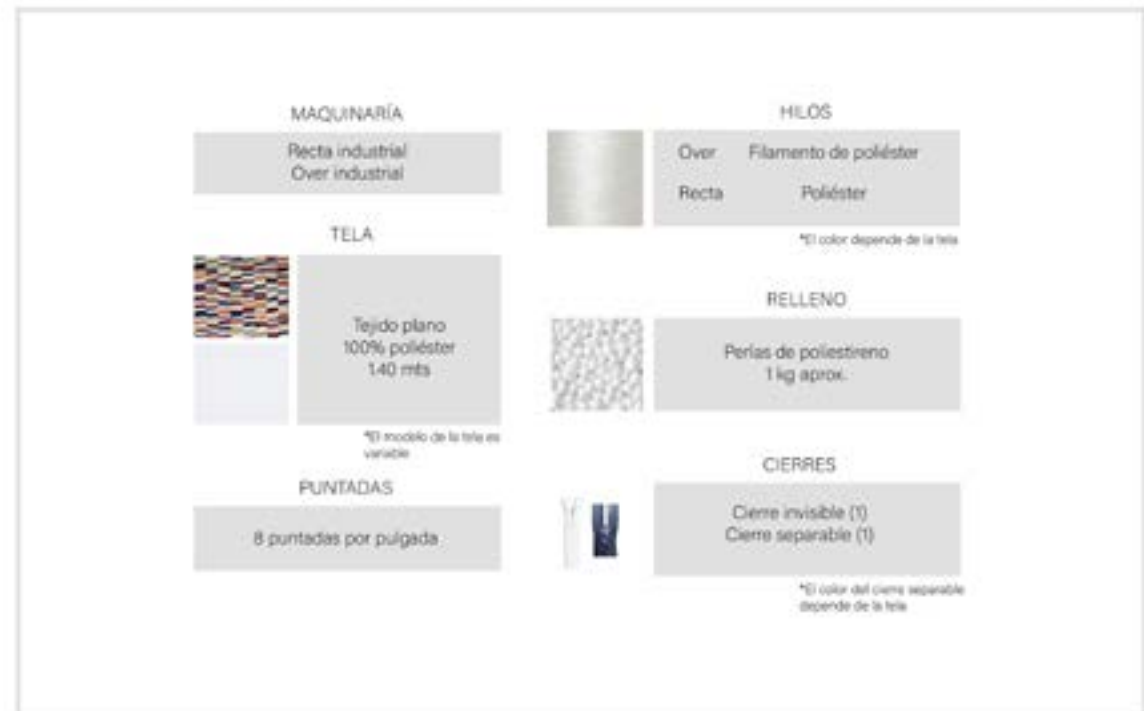 MAQUINARÍA
Recta industrial
Over industrial
TELA
Tejido plano
100% poliéster
1.40 mts
*El modelo de la tela es
variable
PUNTADAS
8 puntadas por pulgada
HILOS
Over Filamento de poliéster
Recta Poliéster
*El color depende de la tela
RELLENO
Perlas de poliestireno
1 kg aprox.
CIERRES
Cierre invisible (1)
Cierre separable (1)
*El color del cierre separable
depende de la tela